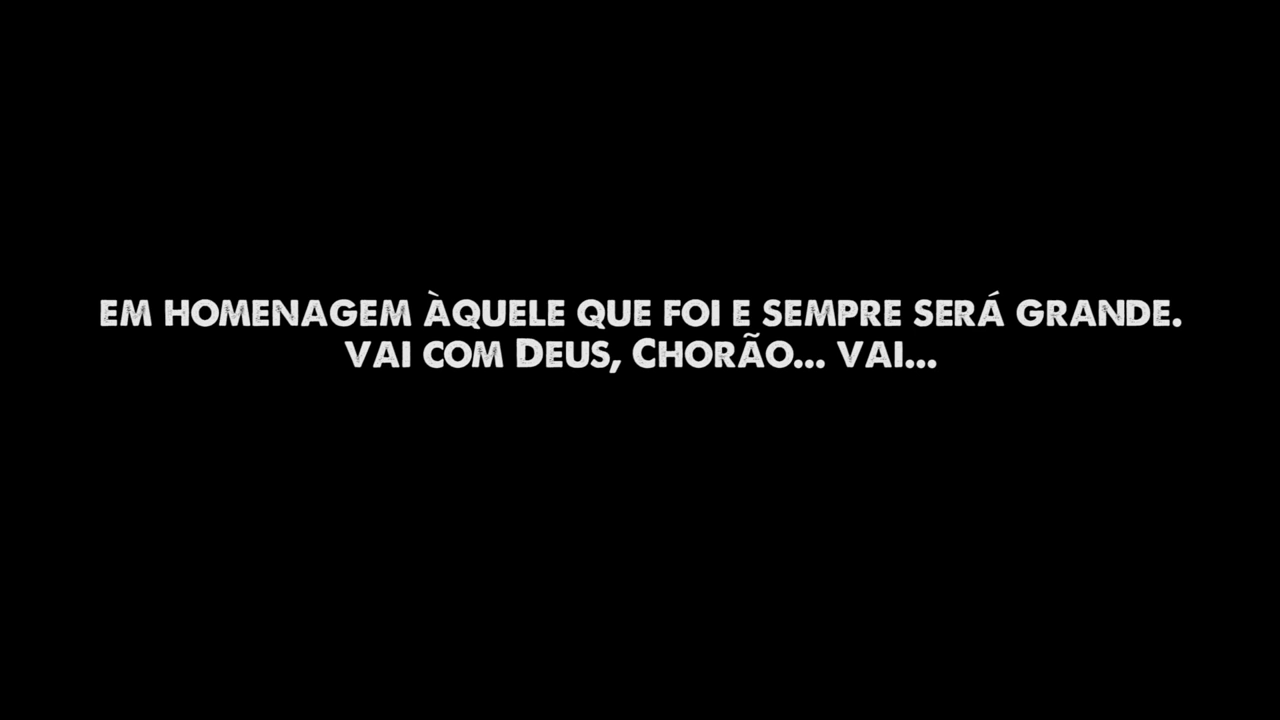 EM HOMENAGEM ÀQUELE QUE FOI E SEMPRE SERÁ GRANDE.
VAI COM DEUS, CHORÃO... VAI...